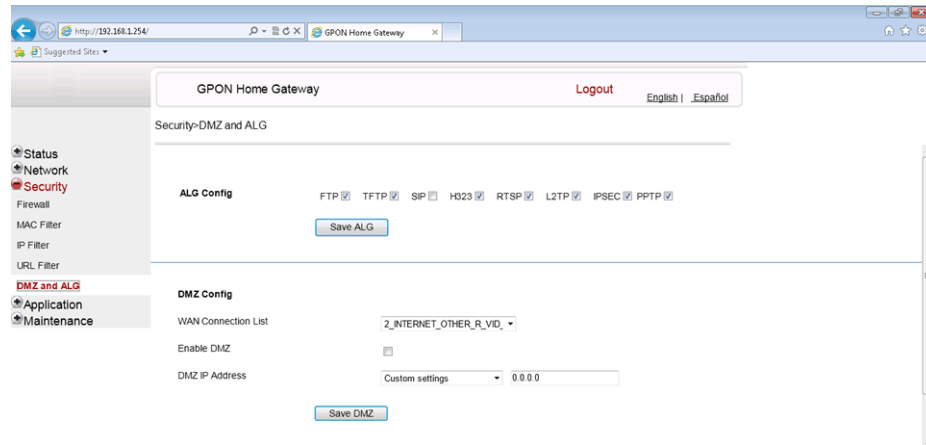 http://192.168.1.254/
GPON Home Gateway
Suggested Sites
GPON Home Gateway
Logout
English | Español
Security>DMZ and ALG
Status
Network
Security
Firewall
MAC Filter
IP Filter
URL Filter
DMZ and ALG
Application
Maintenance
ALG Config
FTP TFTP SIP H323 RTSP L2TP IPSEC PPTP
Save ALG
DMZ Config
WAN Connection List
2_INTERNET_OTHER_R_VID_
Enable DMZ
DMZ IP Address
Custom settings
0.0.0.0
Save DMZ